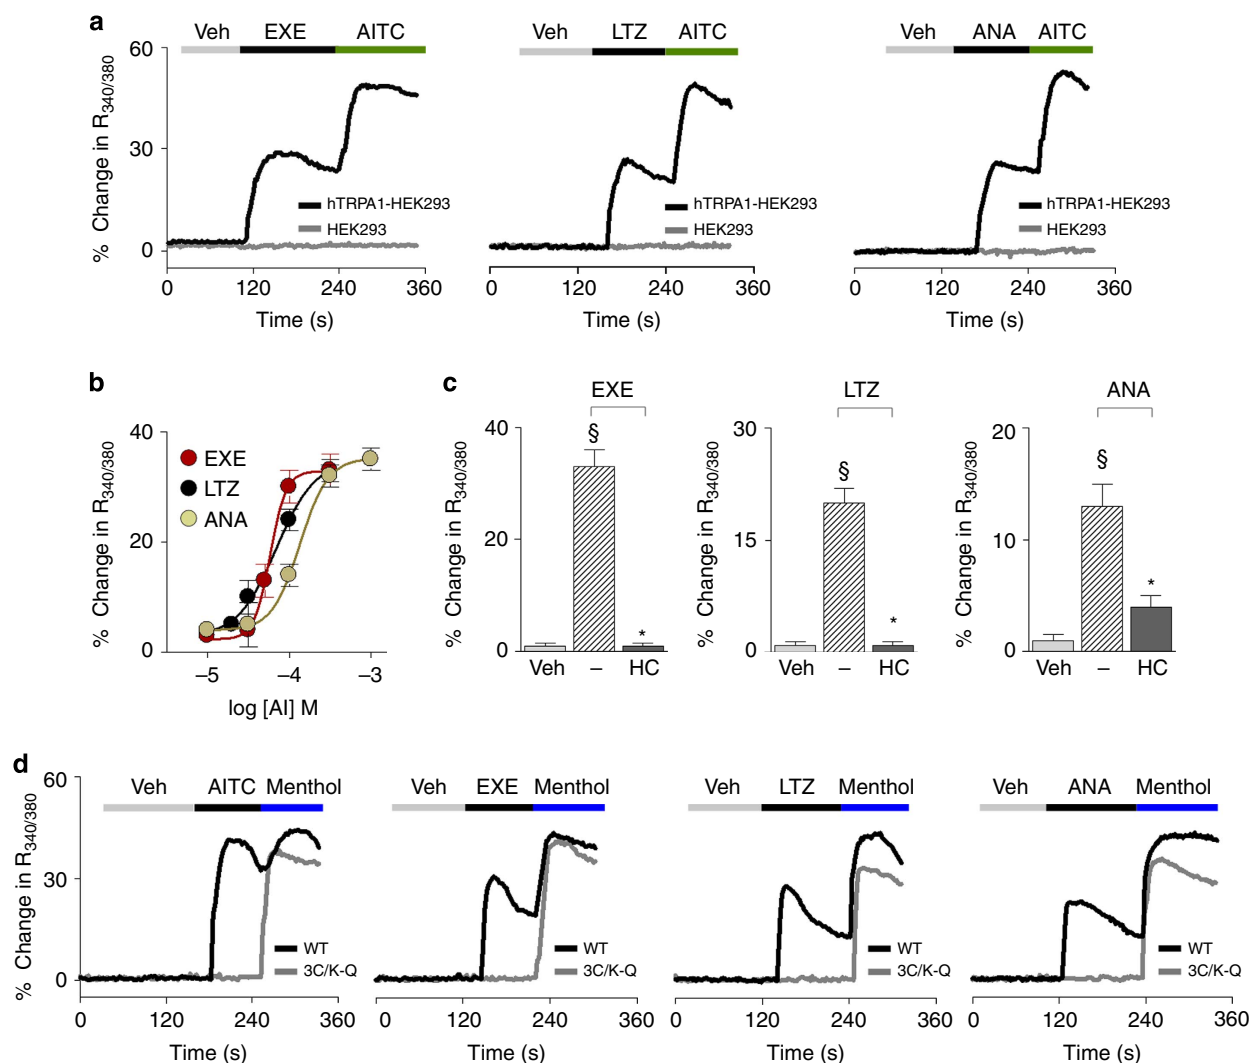 a
Veh EXE AITC
Veh LTZ AITC
Veh ANA AITC
% Change in R340/380
60
30
0
hTRPA1-HEK293
HEK293
hTRPA1-HEK293
HEK293
hTRPA1-HEK293
HEK293
0 120 240 360
0 120 240 360
0 120 240 360
Time (s)
Time (s)
Time (s)
b
% Change in R340/380
40
20
0
EXE
LTZ
ANA
–5 –4 –3
log [AI] M
c
EXE
% Change in R340/380
40
20
0
§
*
Veh – HC
LTZ
% Change in R340/380
30
15
0
§
*
Veh – HC
ANA
% Change in R340/380
20
10
0
§
*
Veh – HC
d
% Change in R340/380
60
30
0
Veh AITC Menthol
Veh EXE Menthol
Veh LTZ Menthol
Veh ANA Menthol
WT
3C/K-Q
WT
3C/K-Q
WT
3C/K-Q
WT
3C/K-Q
0 120 240 360
0 120 240 360
0 120 240 360
0 120 240 360
Time (s)
Time (s)
Time (s)
Time (s)